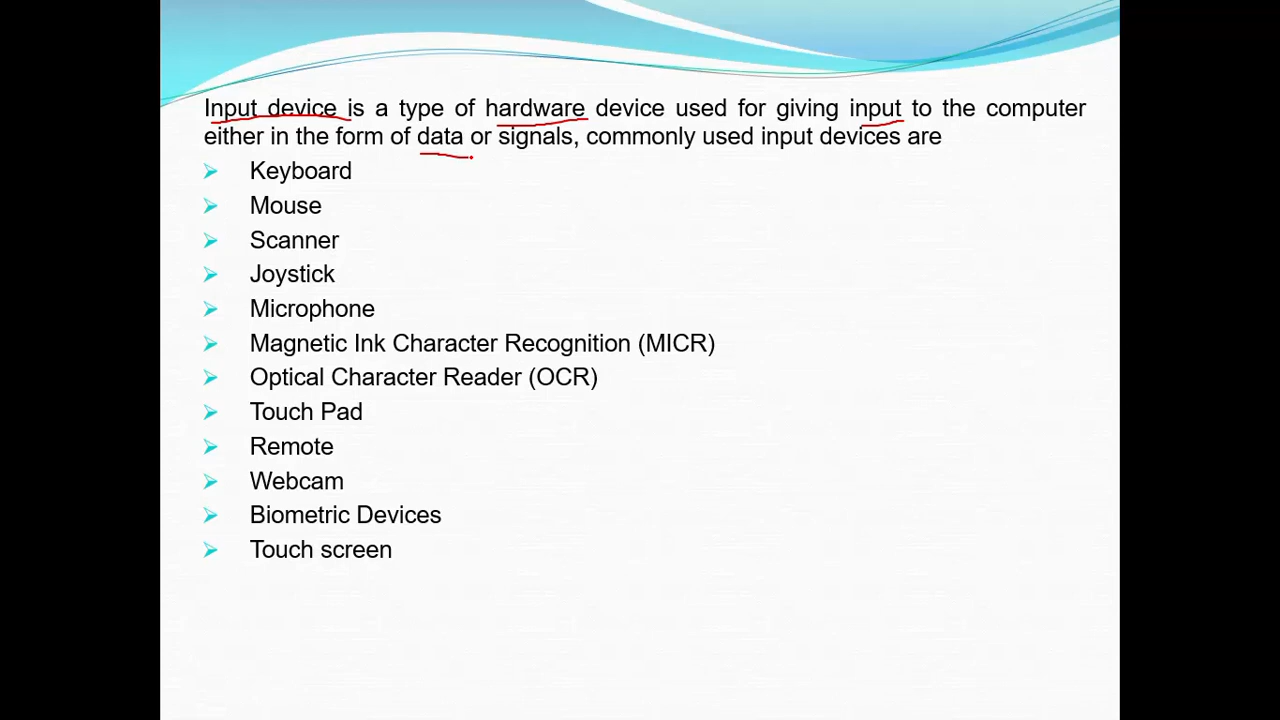 Input device is a type of hardware device used for giving input to the computer
either in the form of data or signals, commonly used input devices are
Keyboard
Mouse
Scanner
Joystick
Microphone
Magnetic Ink Character Recognition (MICR)
Optical Character Reader (OCR)
Touch Pad
Remote
Webcam
Biometric Devices
Touch screen